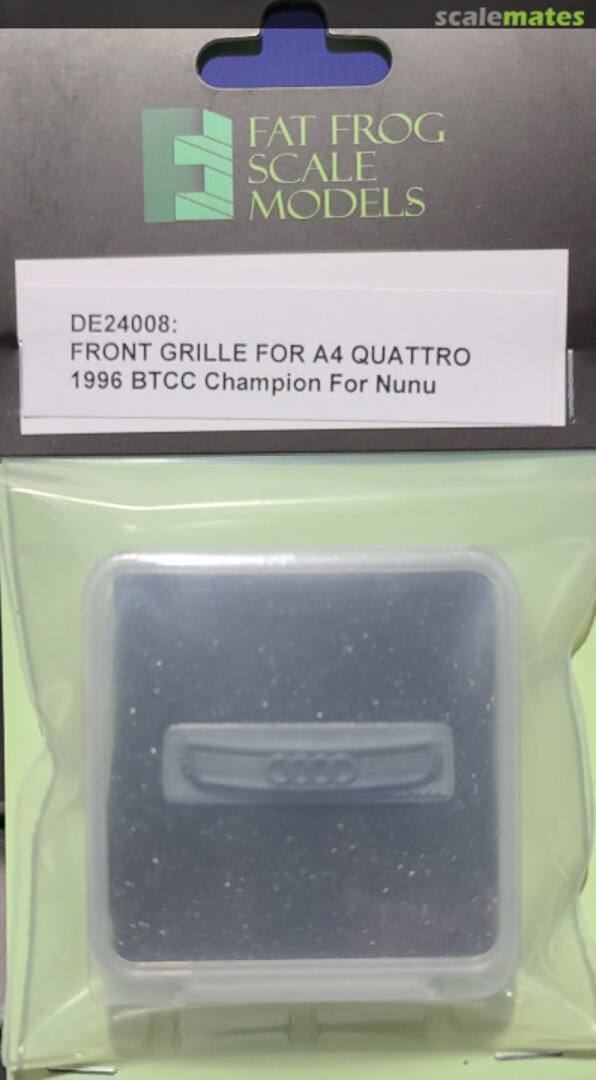 scalemates
FAT FROG
SCALE
MODELS
DE24008:
FRONT GRILLE FOR A4 QUATTRO
1996 BTCC Champion For Nunu